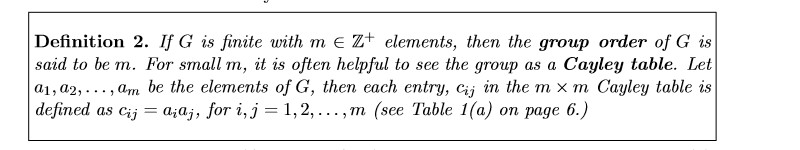 Definition 2. If G is finite with m ∈ ℤ⁺ elements, then the group order of G is
said to be m. For small m, it is often helpful to see the group as a Cayley table. Let
a₁, a₂, . . . , aₘ be the elements of G, then each entry, cᵢⱼ in the m × m Cayley table is
defined as cᵢⱼ = aᵢaⱼ, for i, j = 1, 2, . . . , m (see Table 1(a) on page 6.)